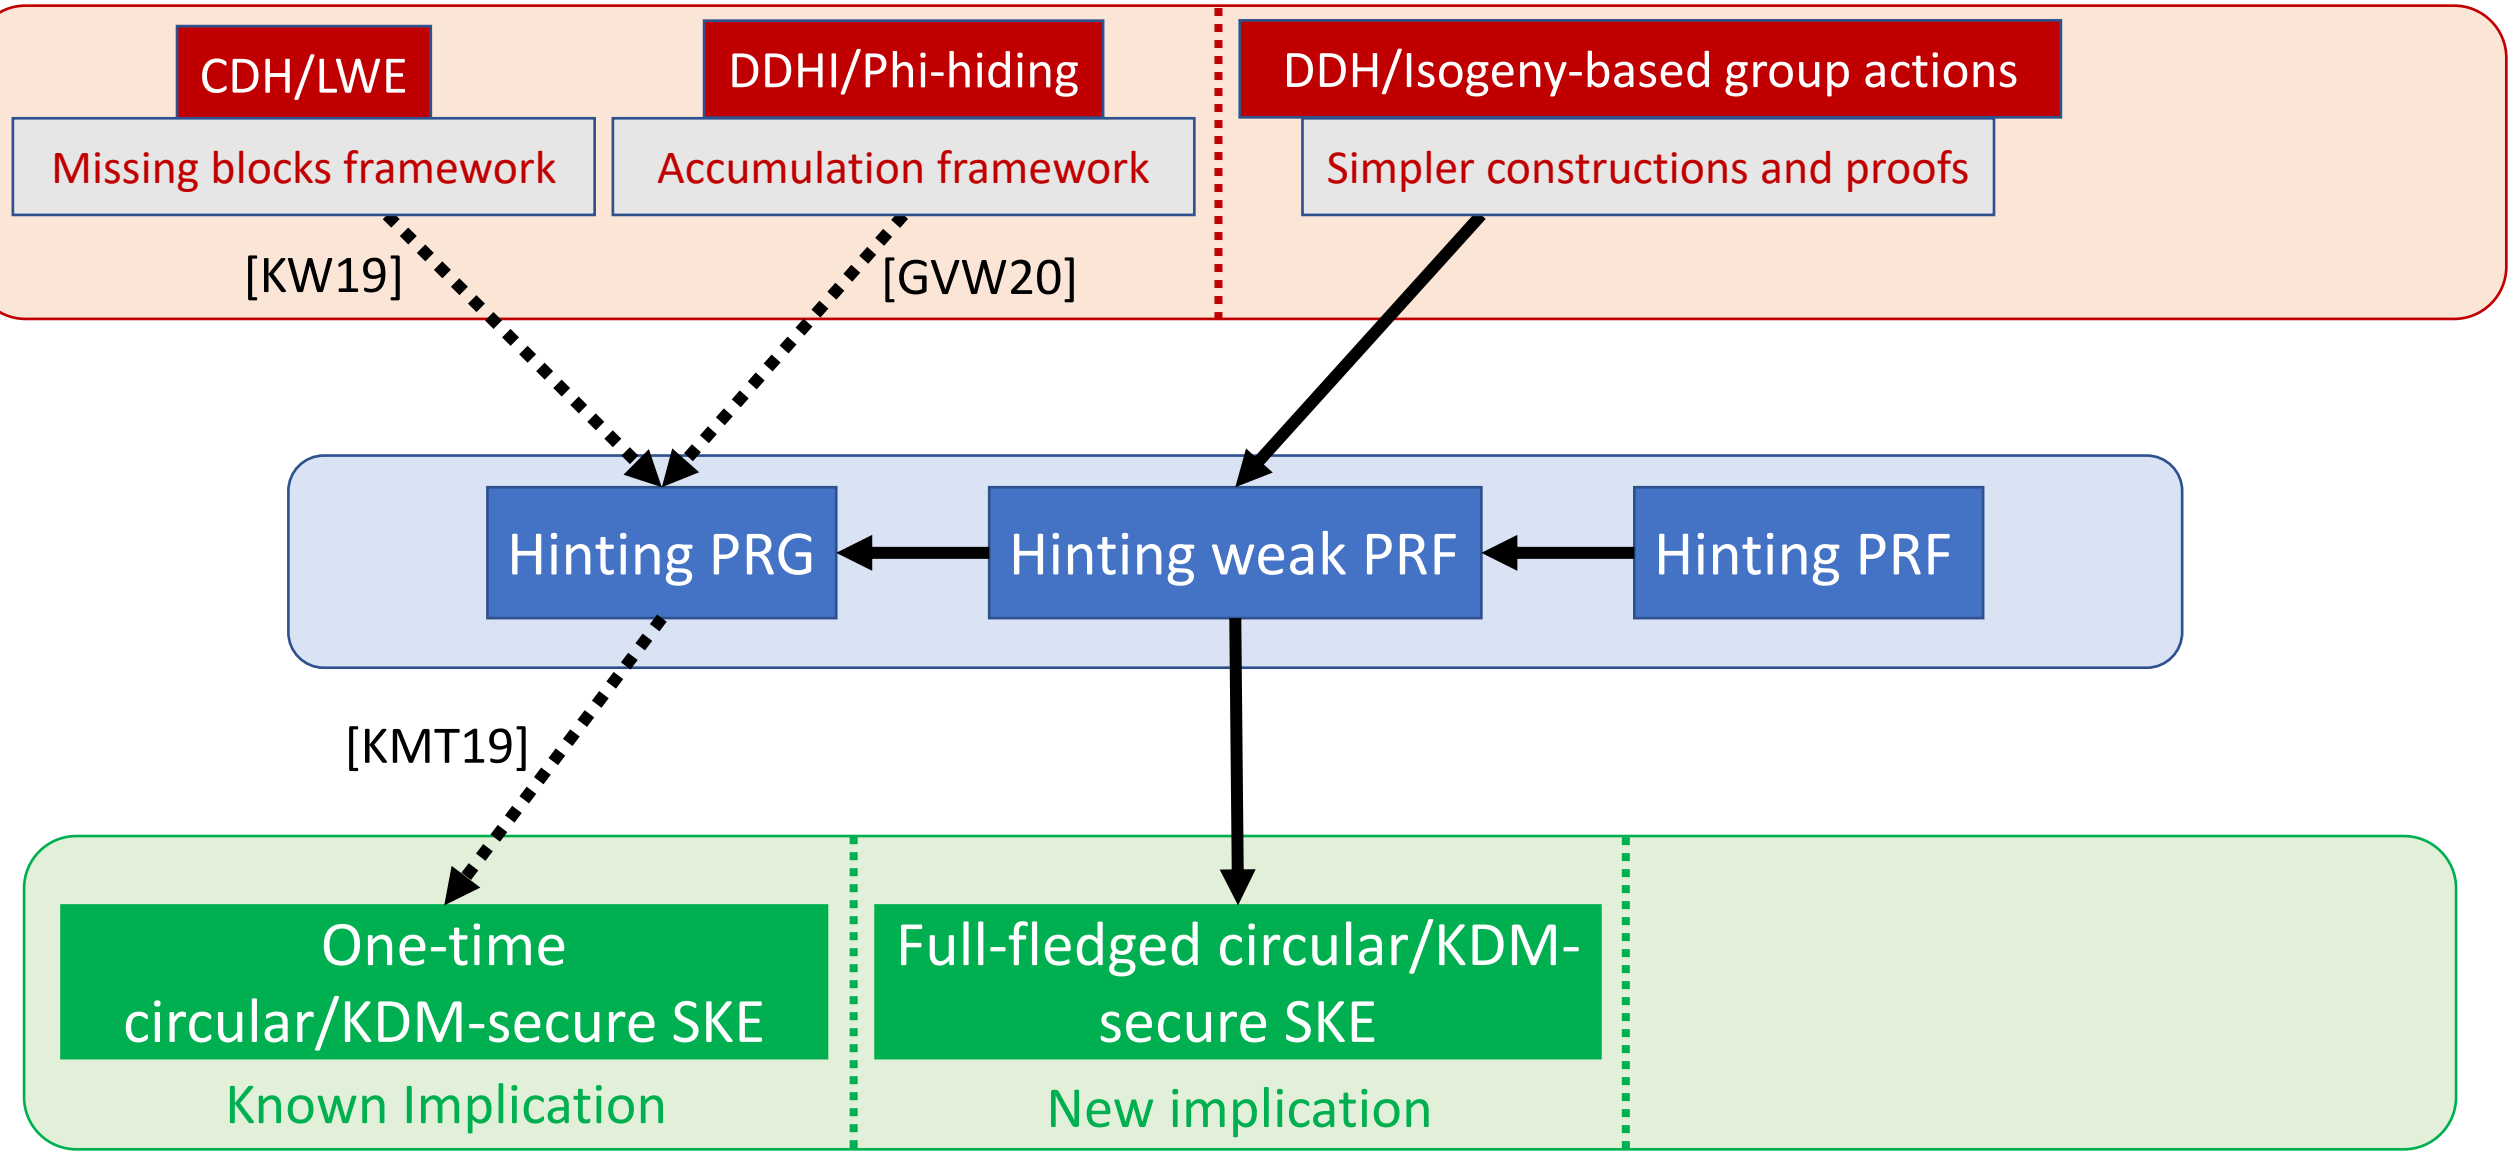 CDH/LWE
DDHI/Phi-hiding
DDH/Isogeny-based group actions
Missing blocks framework
Accumulation framework
Simpler constructions and proofs
[KW19]
[GVW20]
Hinting PRG
Hinting weak PRF
Hinting PRF
[KMT19]
One-time
circular/KDM-secure SKE
Full-fledged circular/KDM-
secure SKE
Known Implication
New implication